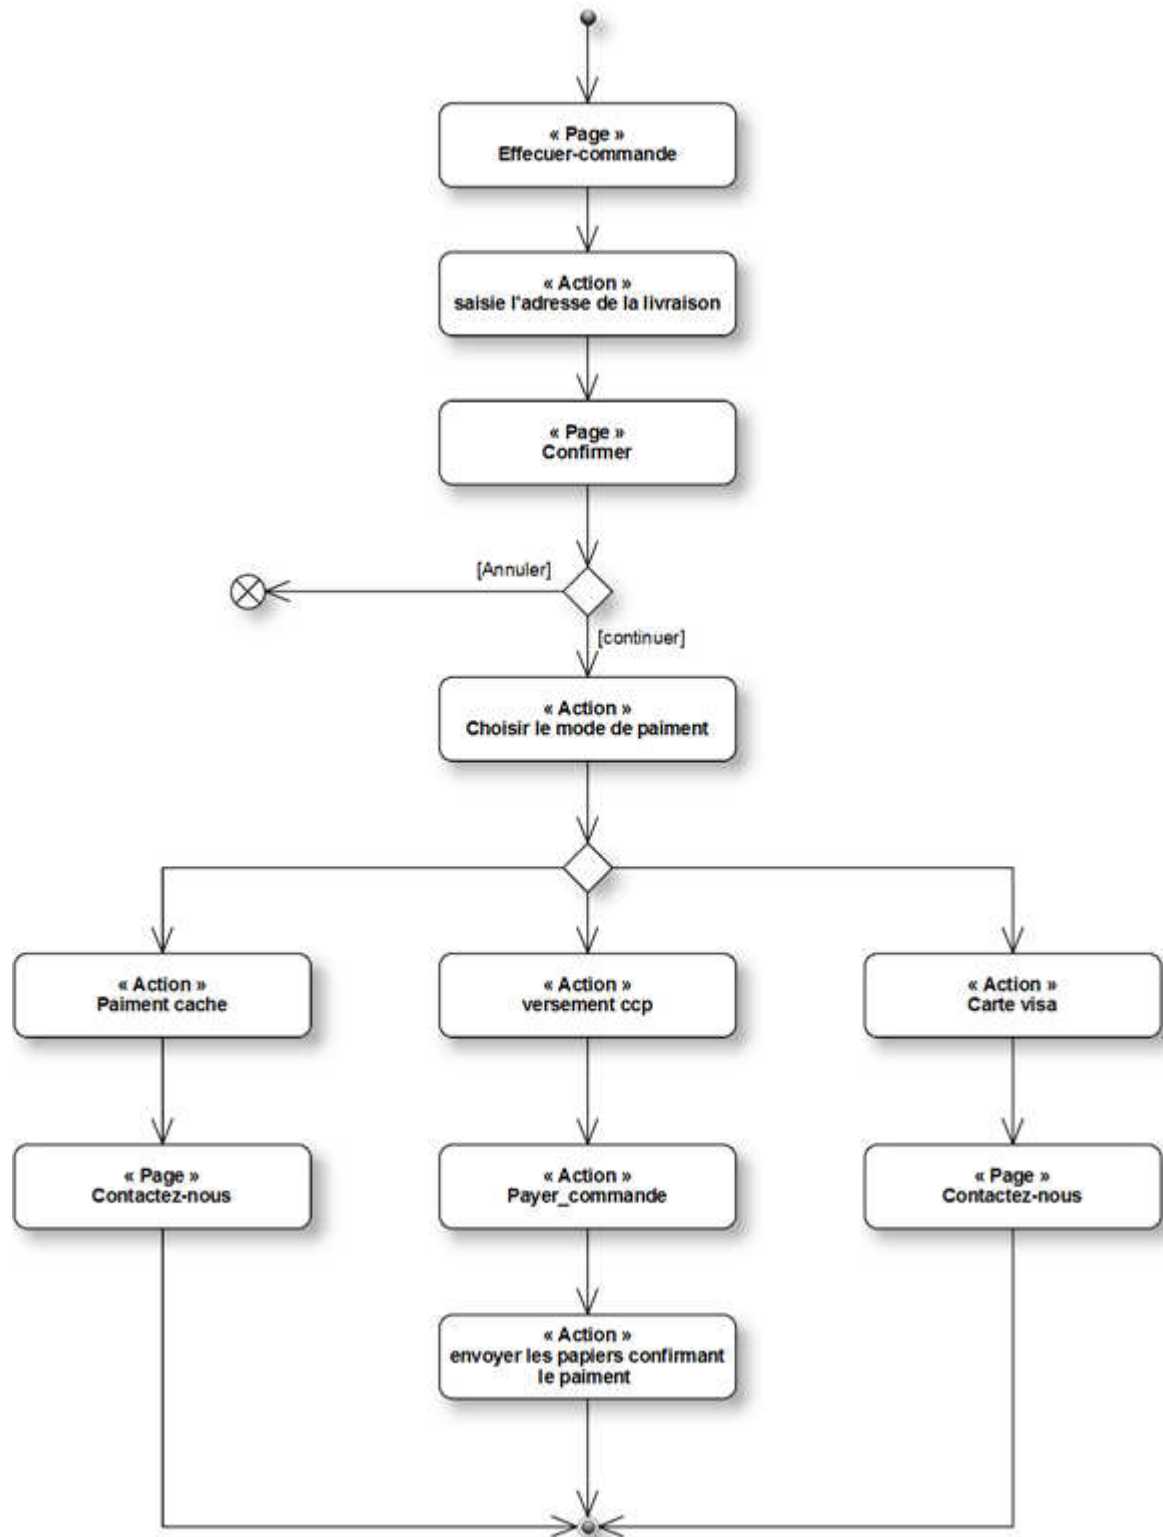 « Page »
Effecuer-commande
« Action »
saisie l'adresse de la livraison
« Page »
Confirmer
[Annuler]
[continuer]
« Action »
Choisir le mode de paiment
« Action »
Paiment cache
« Action »
versement ccp
« Action »
Carte visa
« Page »
Contactez-nous
« Action »
Payer_commande
« Page »
Contactez-nous
« Action »
envoyer les papiers confirmant
le paiment